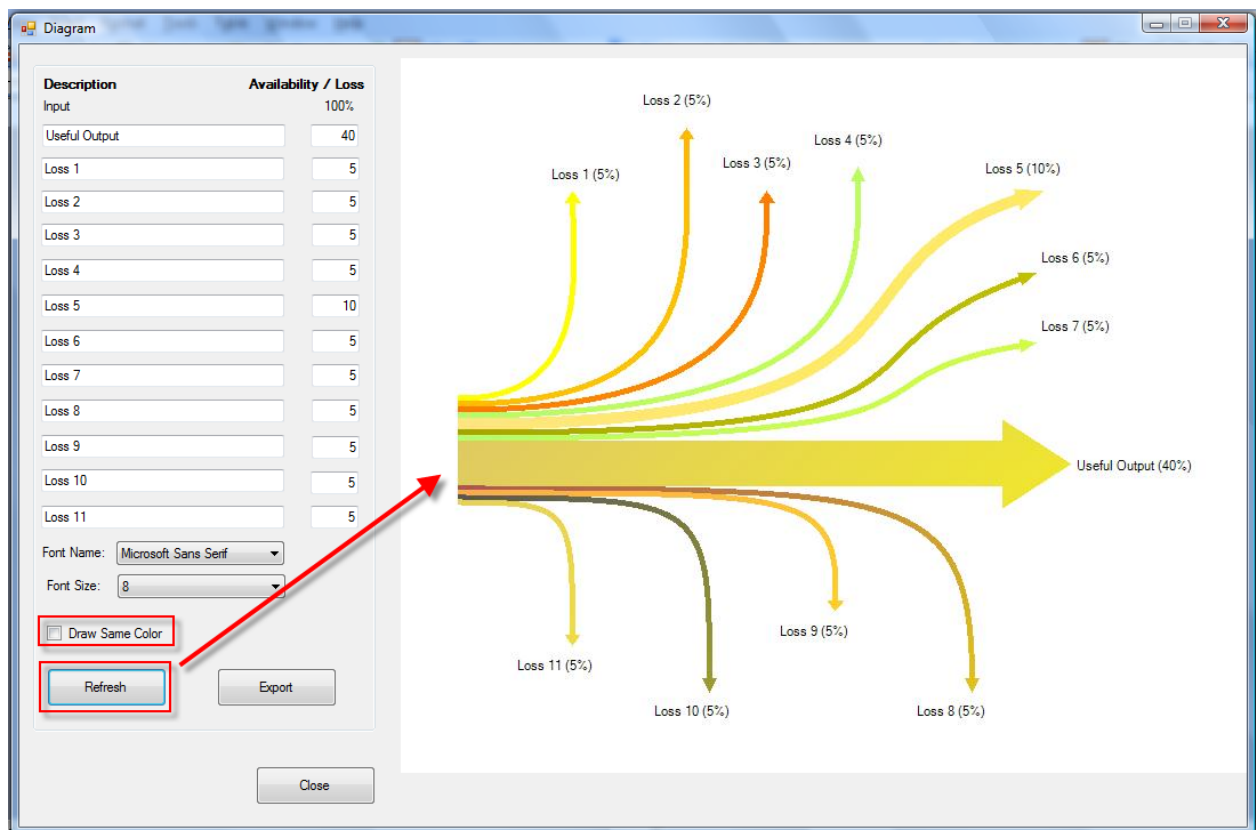 Diagram
Description Availability / Loss
Input 100%
Useful Output 40
Loss 1 5
Loss 2 5
Loss 3 5
Loss 4 5
Loss 5 10
Loss 6 5
Loss 7 5
Loss 8 5
Loss 9 5
Loss 10 5
Loss 11 5
Font Name: Microsoft Sans Serif
Font Size: 8
Draw Same Color
Refresh Export
Close
Loss 2 (5%)
Loss 4 (5%)
Loss 3 (5%)
Loss 5 (10%)
Loss 1 (5%)
Loss 6 (5%)
Loss 7 (5%)
Useful Output (40%)
Loss 9 (5%)
Loss 11 (5%)
Loss 10 (5%)
Loss 8 (5%)